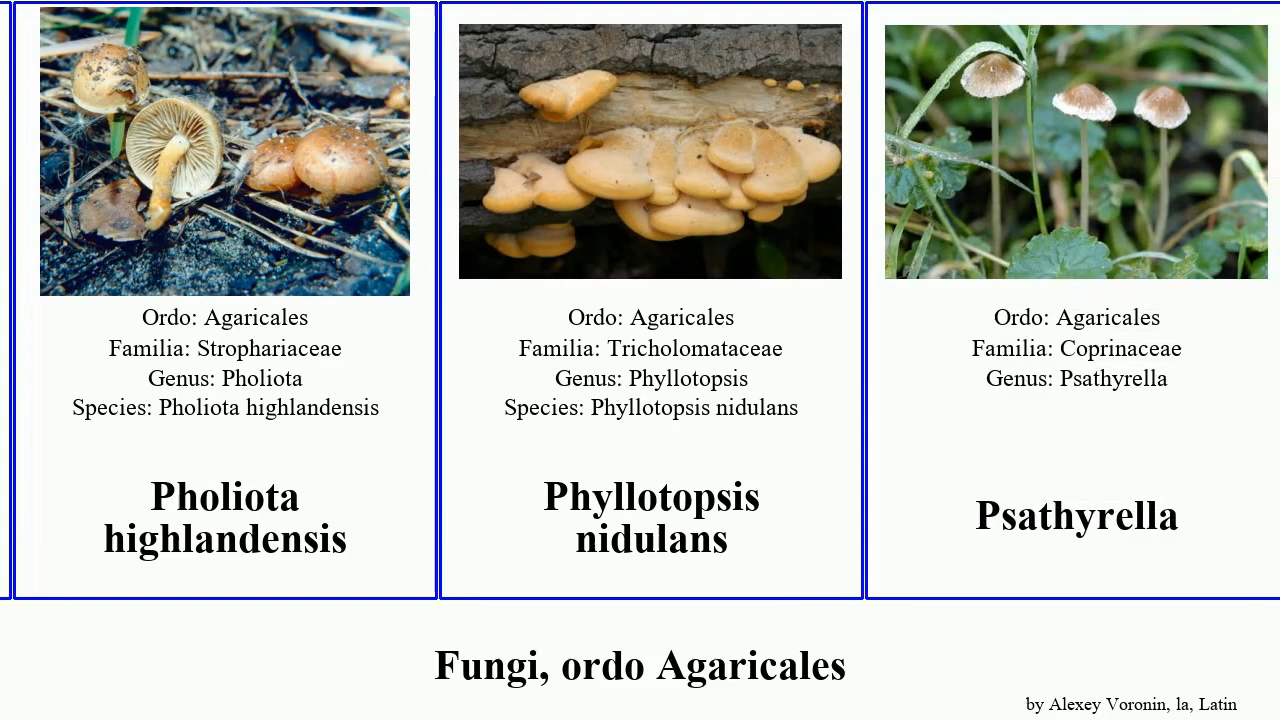 Ordo: Agaricales
Familia: Strophariaceae
Genus: Pholiota
Species: Pholiota highlandensis
Pholiota
highlandensis
Ordo: Agaricales
Familia: Tricholomataceae
Genus: Phyllotopsis
Species: Phyllotopsis nidulans
Phyllotopsis
nidulans
Ordo: Agaricales
Familia: Coprinaceae
Genus: Psathyrella
Psathyrella
Fungi, ordo Agaricales
by Alexey Voronin, la, Latin